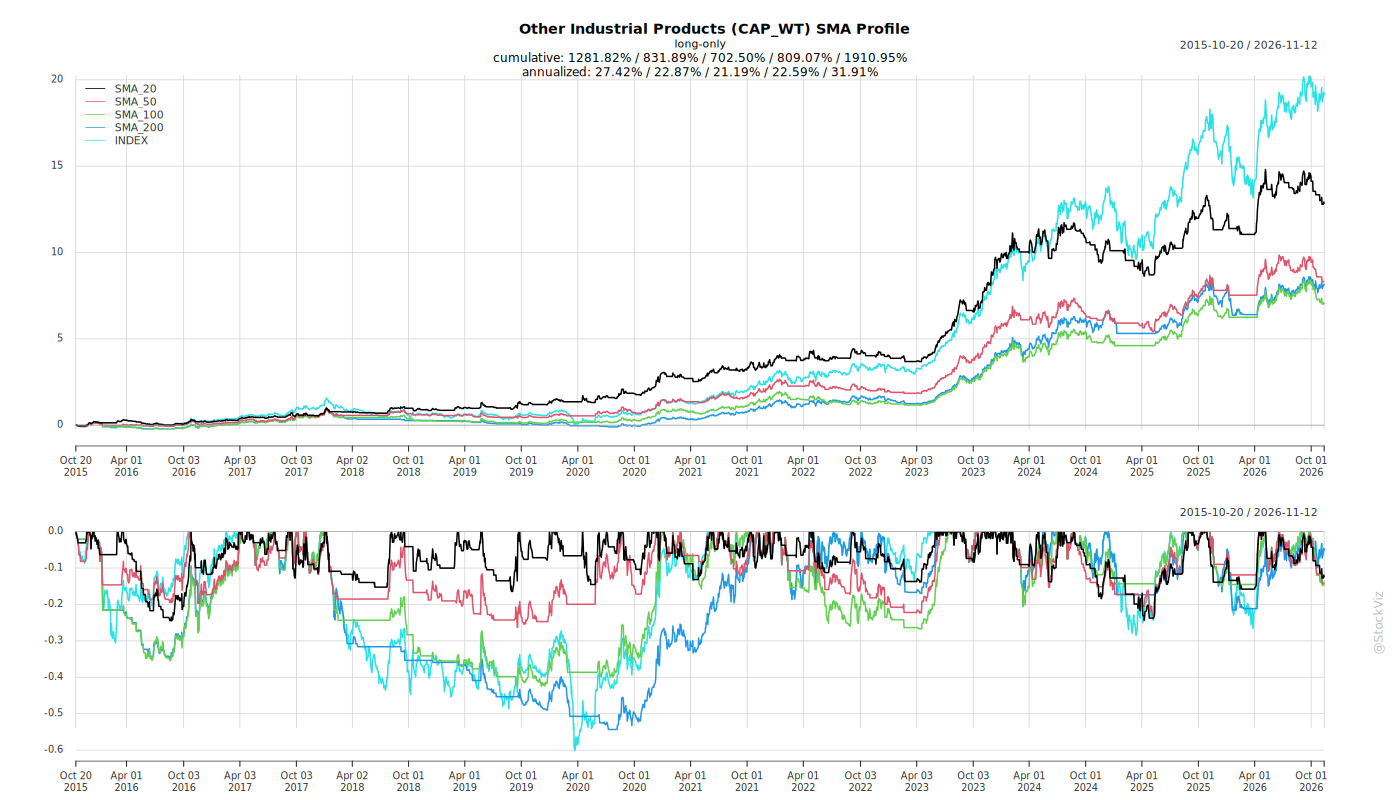 Other Industrial Products (CAP_WT) SMA Profile
long-only
cumulative: 1281.82% / 831.89% / 702.50% / 809.07% / 1910.95%
annualized: 27.42% / 22.87% / 21.19% / 22.59% / 31.91%
2015-10-20 / 2026-11-12
SMA_20
SMA_50
SMA_100
SMA_200
INDEX
20
15
10
5
0
Oct 20 Apr 01 Oct 03 Apr 03 Oct 03 Apr 02 Oct 01 Apr 01 Oct 01 Apr 01 Oct 01 Apr 01 Oct 01 Apr 01 Oct 03 Apr 03 Oct 03 Apr 01 Oct 01 Apr 01 Oct 01 Apr 01 Oct 01
2015 2016 2016 2017 2017 2018 2018 2019 2019 2020 2020 2021 2021 2022 2022 2023 2023 2024 2024 2025 2025 2026 2026
2015-10-20 / 2026-11-12
0.0
-0.1
-0.2
-0.3
-0.4
-0.5
-0.6
Oct 20 Apr 01 Oct 03 Apr 03 Oct 03 Apr 02 Oct 01 Apr 01 Oct 01 Apr 01 Oct 01 Apr 01 Oct 01 Apr 01 Oct 03 Apr 03 Oct 03 Apr 01 Oct 01 Apr 01 Oct 01 Apr 01 Oct 01
2015 2016 2016 2017 2017 2018 2018 2019 2019 2020 2020 2021 2021 2022 2022 2023 2023 2024 2024 2025 2025 2026 2026
@StockViz